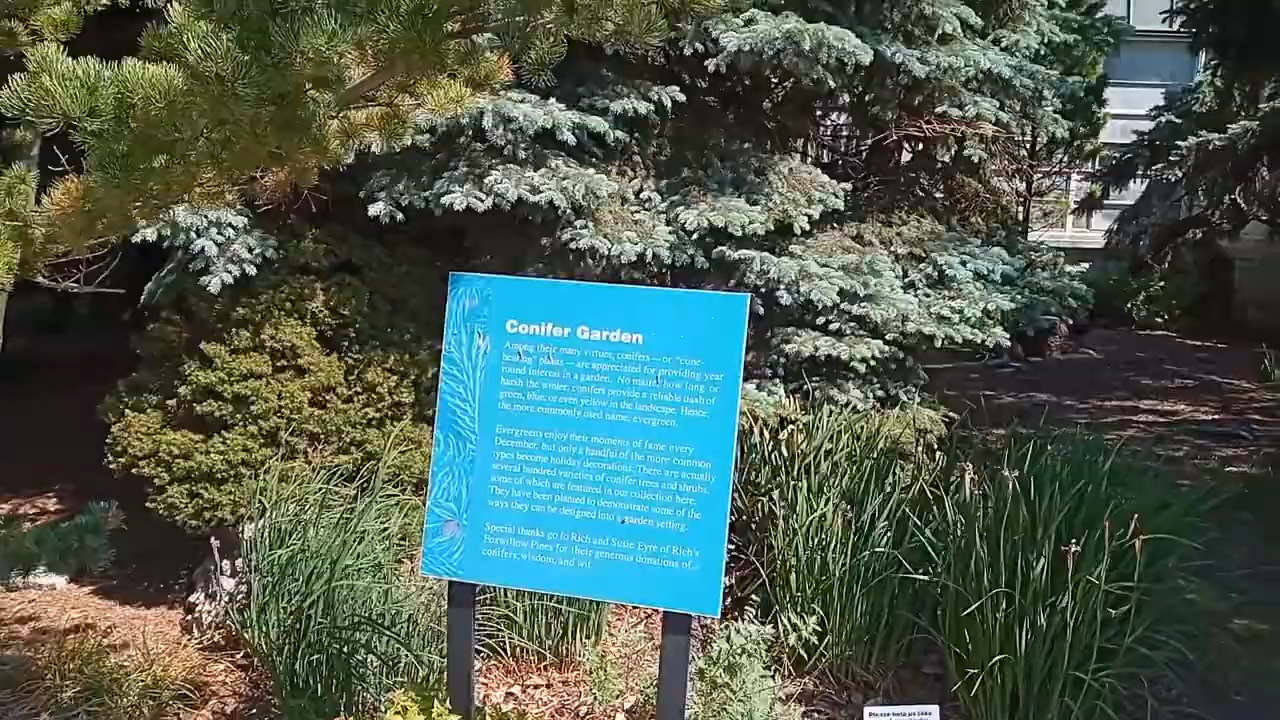 Conifer Garden
Among their many virtues, conifers — or "cone-
bearing" plants — are appreciated for providing year
round interest in a garden. No matter how long or
harsh the winter, conifers provide a reliable dash of
green, blue, or even yellow in the landscape. Hence,
the more commonly used name, evergreen.
Evergreens enjoy their moments of fame every
December, but only a handful of the more common
types become holiday decorations. There are actually
several hundred varieties of conifer trees and shrubs,
some of which are featured in our collection here.
They have been planted to demonstrate some of the
ways they can be designed into a garden setting.
Special thanks go to Rich and Susie Eyre of Rich's
Foxwillow Pines for their generous donations of
conifers, wisdom, and wit.
Please help us take